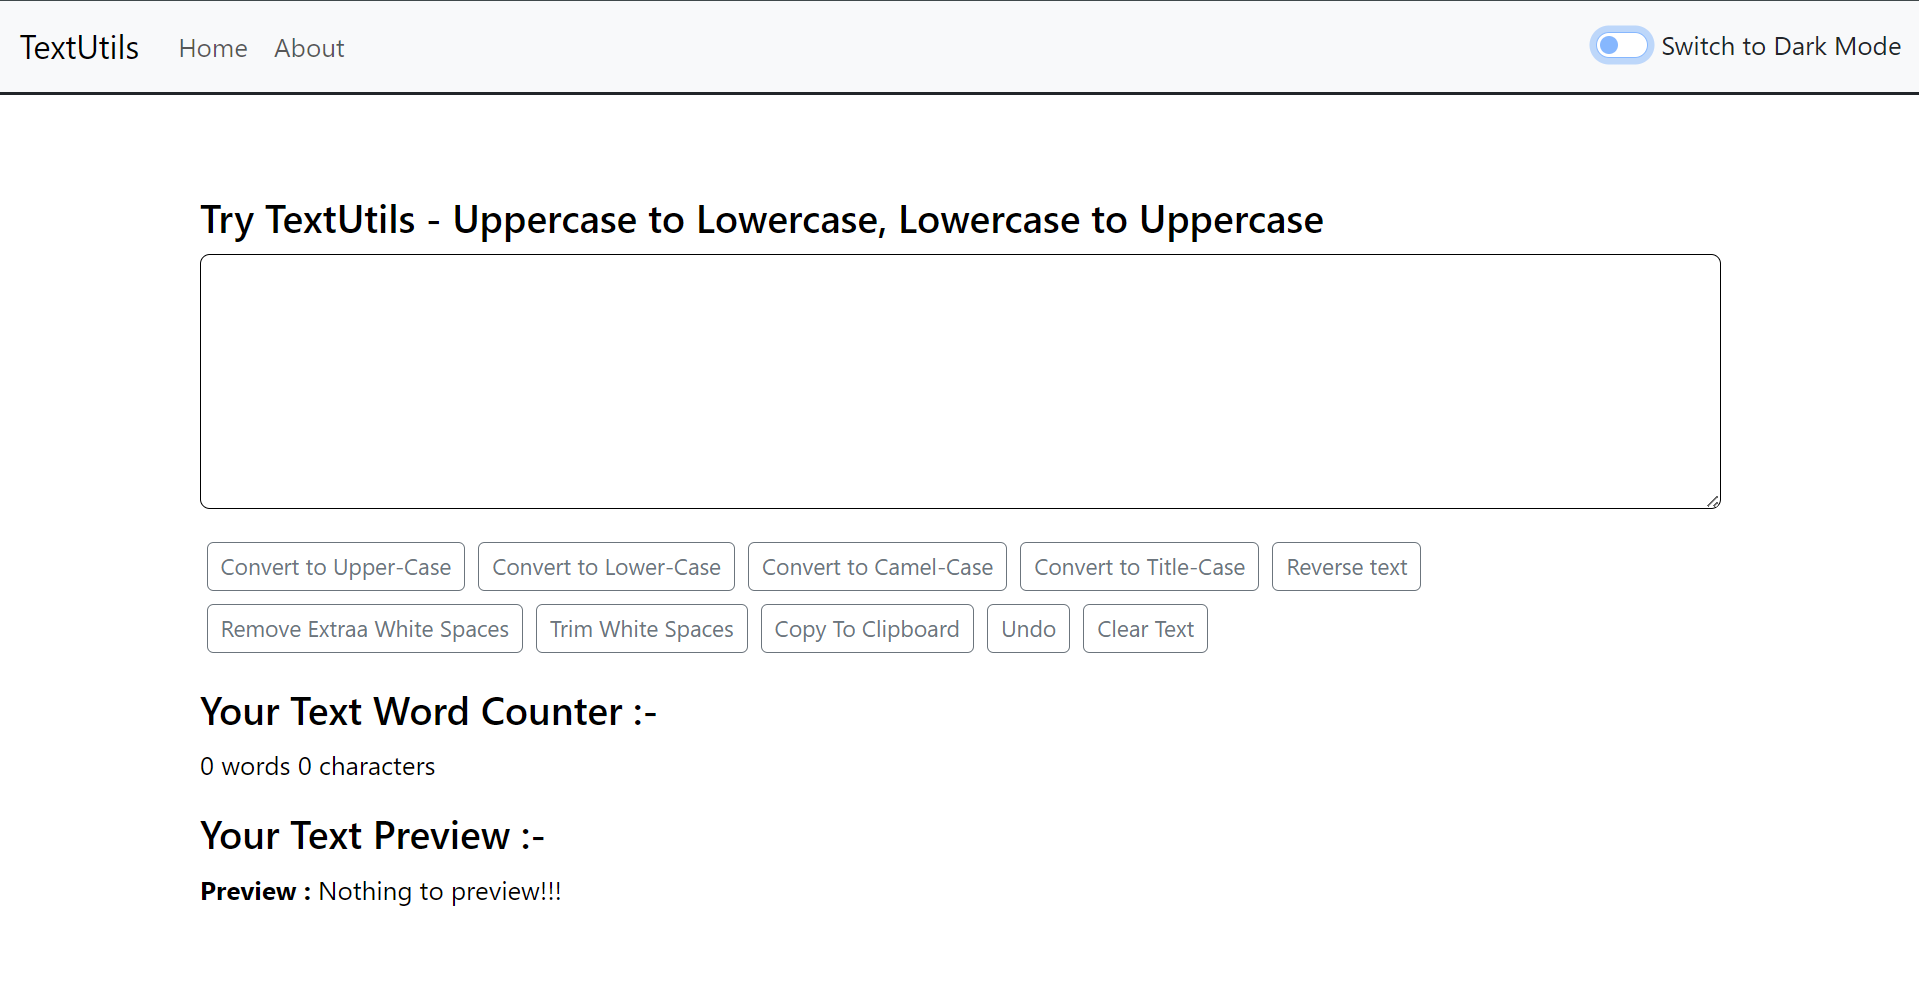 TextUtils Home About Switch to Dark Mode
Try TextUtils - Uppercase to Lowercase, Lowercase to Uppercase
Convert to Upper-Case Convert to Lower-Case Convert to Camel-Case Convert to Title-Case Reverse text
Remove Extraa White Spaces Trim White Spaces Copy To Clipboard Undo Clear Text
Your Text Word Counter :-
0 words 0 characters
Your Text Preview :-
Preview : Nothing to preview!!!